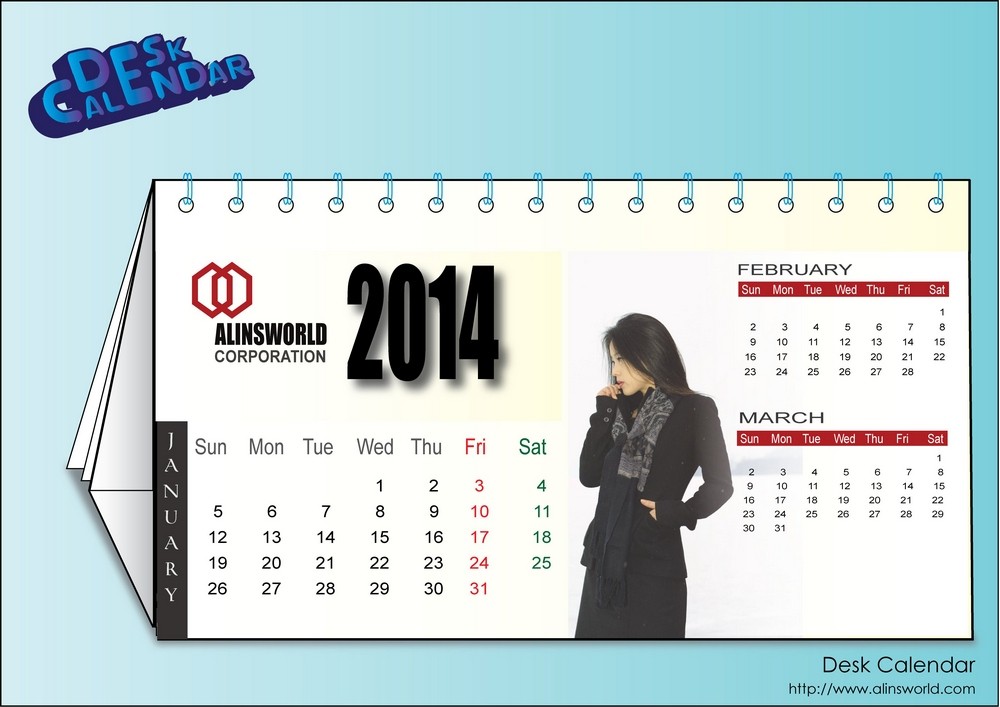 DESK
CALENDAR
ALINSWORLD
CORPORATION
2014
JANUARY
Sun Mon Tue Wed Thu Fri Sat
1 2 3 4
5 6 7 8 9 10 11
12 13 14 15 16 17 18
19 20 21 22 23 24 25
26 27 28 29 30 31
FEBRUARY
Sun Mon Tue Wed Thu Fri Sat
1
2 3 4 5 6 7 8
9 10 11 12 13 14 15
16 17 18 19 20 21 22
23 24 25 26 27 28
MARCH
Sun Mon Tue Wed Thu Fri Sat
1
2 3 4 5 6 7 8
9 10 11 12 13 14 15
16 17 18 19 20 21 22
23 24 25 26 27 28 29
30 31
Desk Calendar
http://www.alinsworld.com